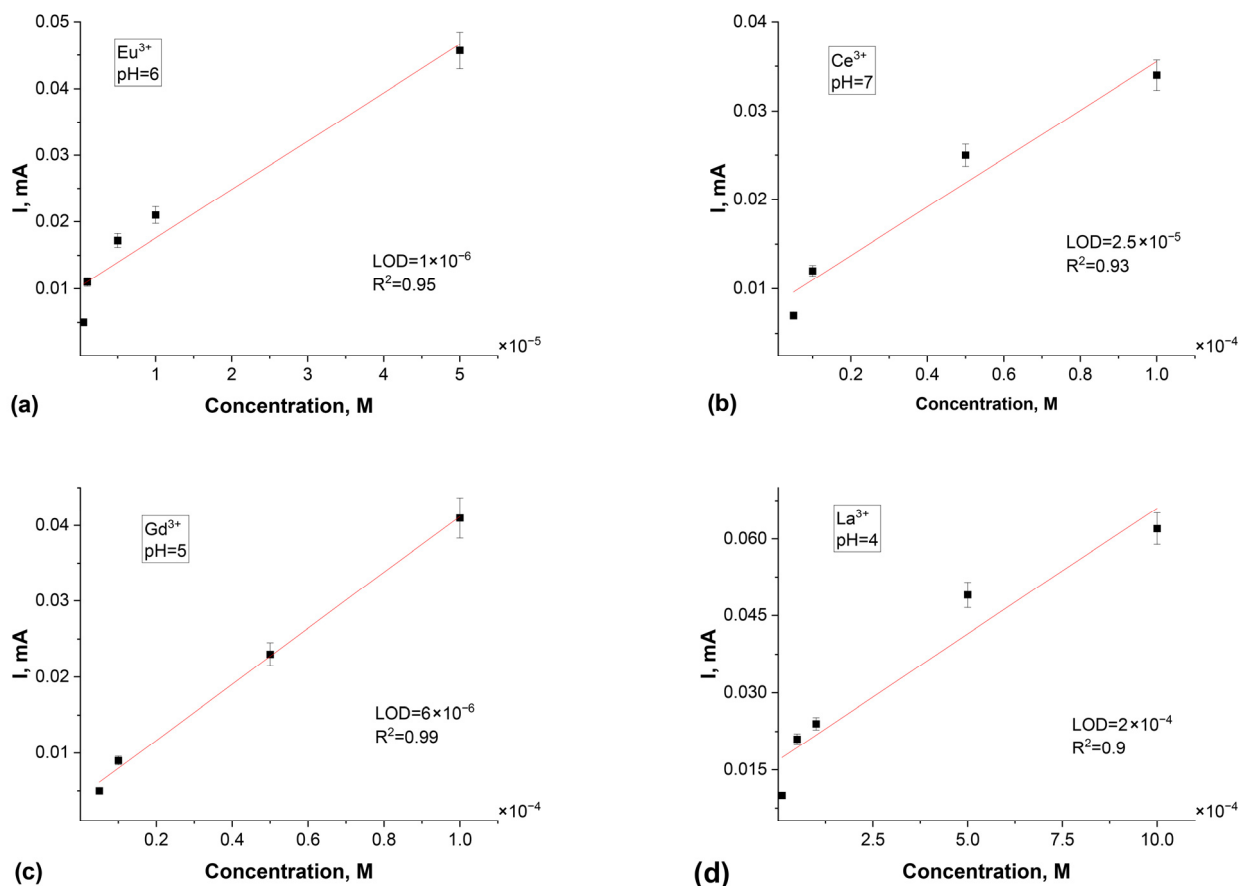 0.05
0.04
0.03
0.02
0.01
I, mA
Eu³⁺
pH=6
LOD=1×10⁻⁶
R²=0.95
1 2 3 4 5
×10⁻⁵
Concentration, M
(a)
0.04
0.03
0.02
0.01
I, mA
Ce³⁺
pH=7
LOD=2.5×10⁻⁵
R²=0.93
0.2 0.4 0.6 0.8 1.0
×10⁻⁴
Concentration, M
(b)
0.04
0.03
0.02
0.01
I, mA
Gd³⁺
pH=5
LOD=6×10⁻⁶
R²=0.99
0.2 0.4 0.6 0.8 1.0
×10⁻⁴
Concentration, M
(c)
0.060
0.045
0.030
0.015
I, mA
La³⁺
pH=4
LOD=2×10⁻⁴
R²=0.9
2.5 5.0 7.5 10.0
×10⁻⁴
Concentration, M
(d)